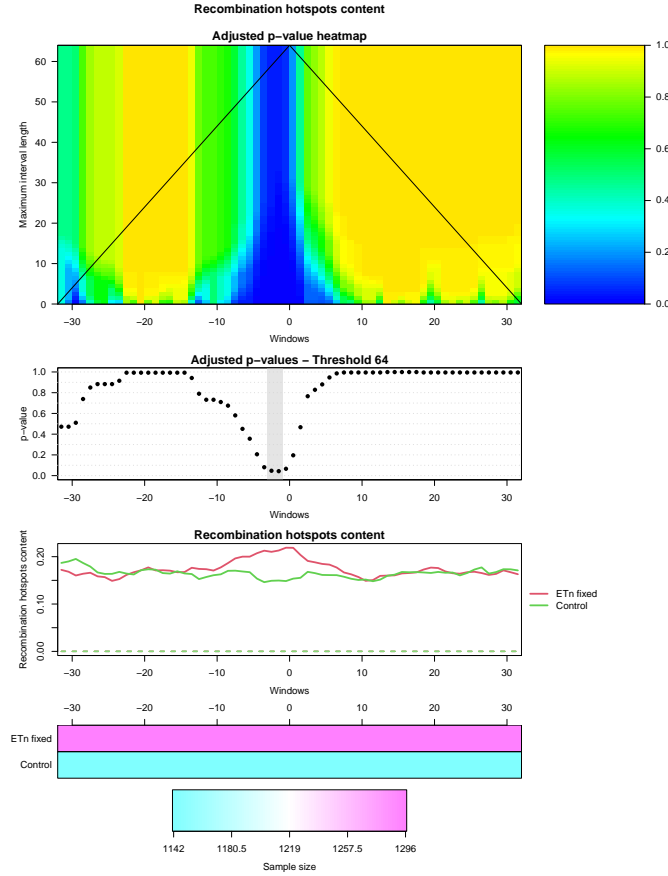 Recombination hotspots content
Adjusted p−value heatmap
Maximum interval length
0 10 20 30 40 50 60
−30 −20 −10 0 10 20 30
Windows
0.0 0.2 0.4 0.6 0.8 1.0
Adjusted p−values − Threshold 64
p−value
0.0 0.2 0.4 0.6 0.8 1.0
−30 −20 −10 0 10 20 30
Windows
Recombination hotspots content
Recombination hotspots content
0.00 0.10 0.20
−30 −20 −10 0 10 20 30
Windows
ETn fixed
Control
−30 −20 −10 0 10 20 30
ETn fixed
Control
1142 1180.5 1219 1257.5 1296
Sample size